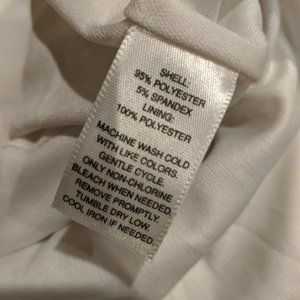 SHELL:
95% POLYESTER
5% SPANDEX
LINING:
100% POLYESTER
MACHINE WASH COLD
WITH LIKE COLORS.
GENTLE CYCLE.
ONLY NON-CHLORINE
BLEACH WHEN NEEDED.
REMOVE PROMPTLY.
TUMBLE DRY LOW.
COOL IRON IF NEEDED.